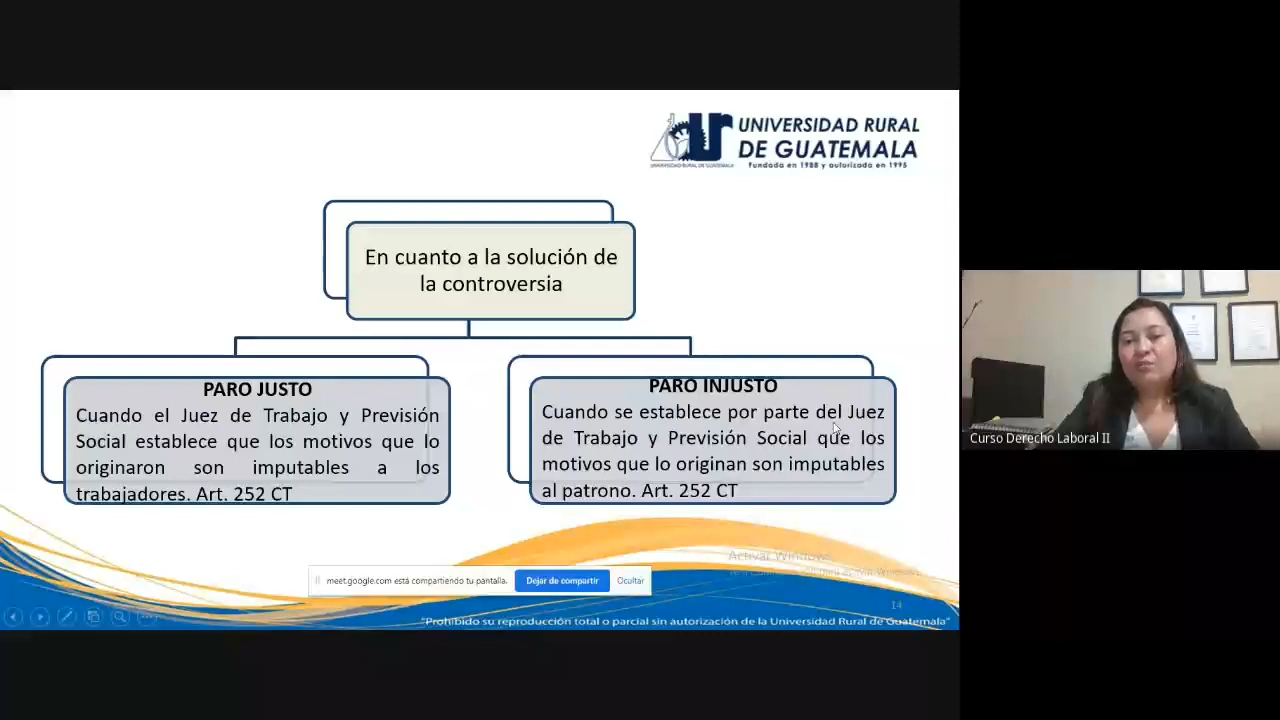 UNIVERSIDAD RURAL
DE GUATEMALA
Fundada en 1988 y autorizada en 1995
UNIVERSIDAD RURAL DE GUATEMALA
En cuanto a la solución de
la controversia
PARO JUSTO
Cuando el Juez de Trabajo y Previsión
Social establece que los motivos que lo
originaron son imputables a los
trabajadores. Art. 252 CT
PARO INJUSTO
Cuando se establece por parte del Juez
de Trabajo y Previsión Social que los
motivos que lo originan son imputables
al patrono. Art. 252 CT
Curso Derecho Laboral II
Activar Windows
meet.google.com está compartiendo tu pantalla.
Dejar de compartir
Ocultar
14
"Prohibido su reproducción total o parcial sin autorización de la Universidad Rural de Guatemala"